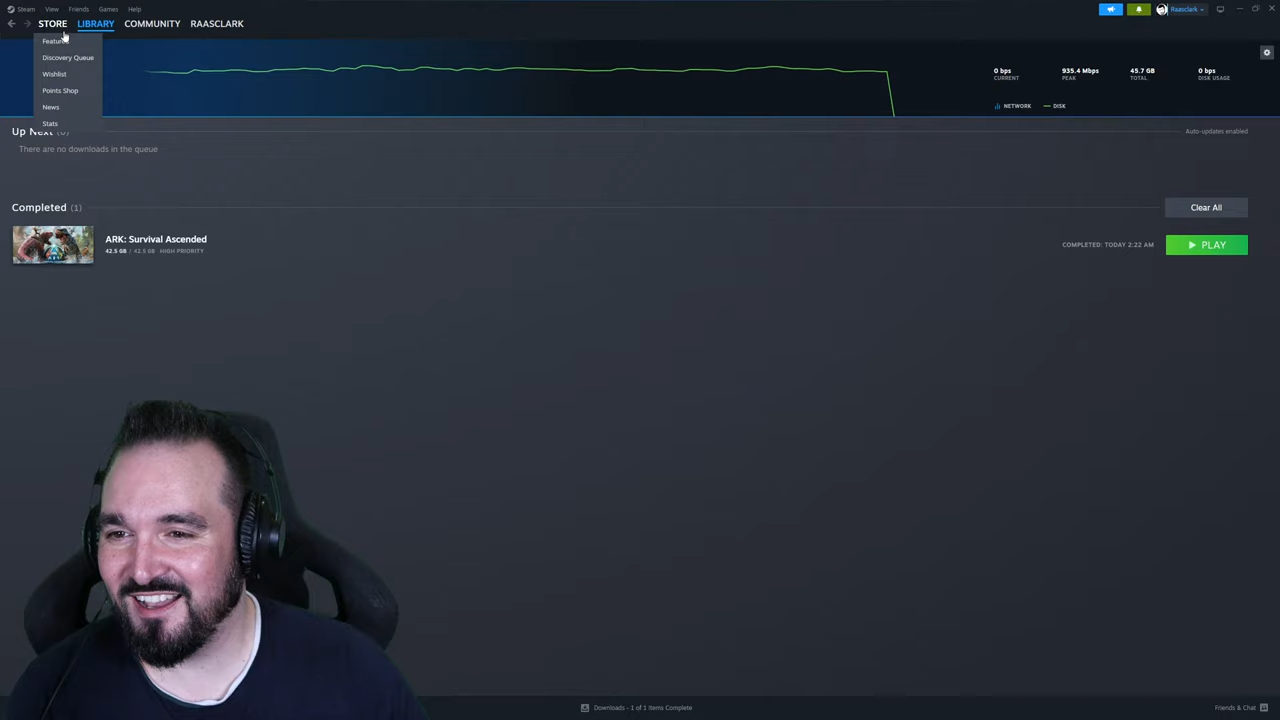 Steam View Friends Games Help
Raasclark
STORE LIBRARY COMMUNITY RAASCLARK
Discovery Queue
Wishlist
Points Shop
News
Stats
0 bps 935.4 Mbps 45.7 GB 0 bps
CURRENT PEAK TOTAL DISK USAGE
NETWORK DISK
Up Next (0)
Auto-updates enabled
There are no downloads in the queue
Completed (1)
Clear All
ARK: Survival Ascended
42.5 GB / 42.5 GB HIGH PRIORITY
COMPLETED: TODAY 2:22 AM
PLAY
Downloads - 1 of 1 Items Complete
Friends & Chat